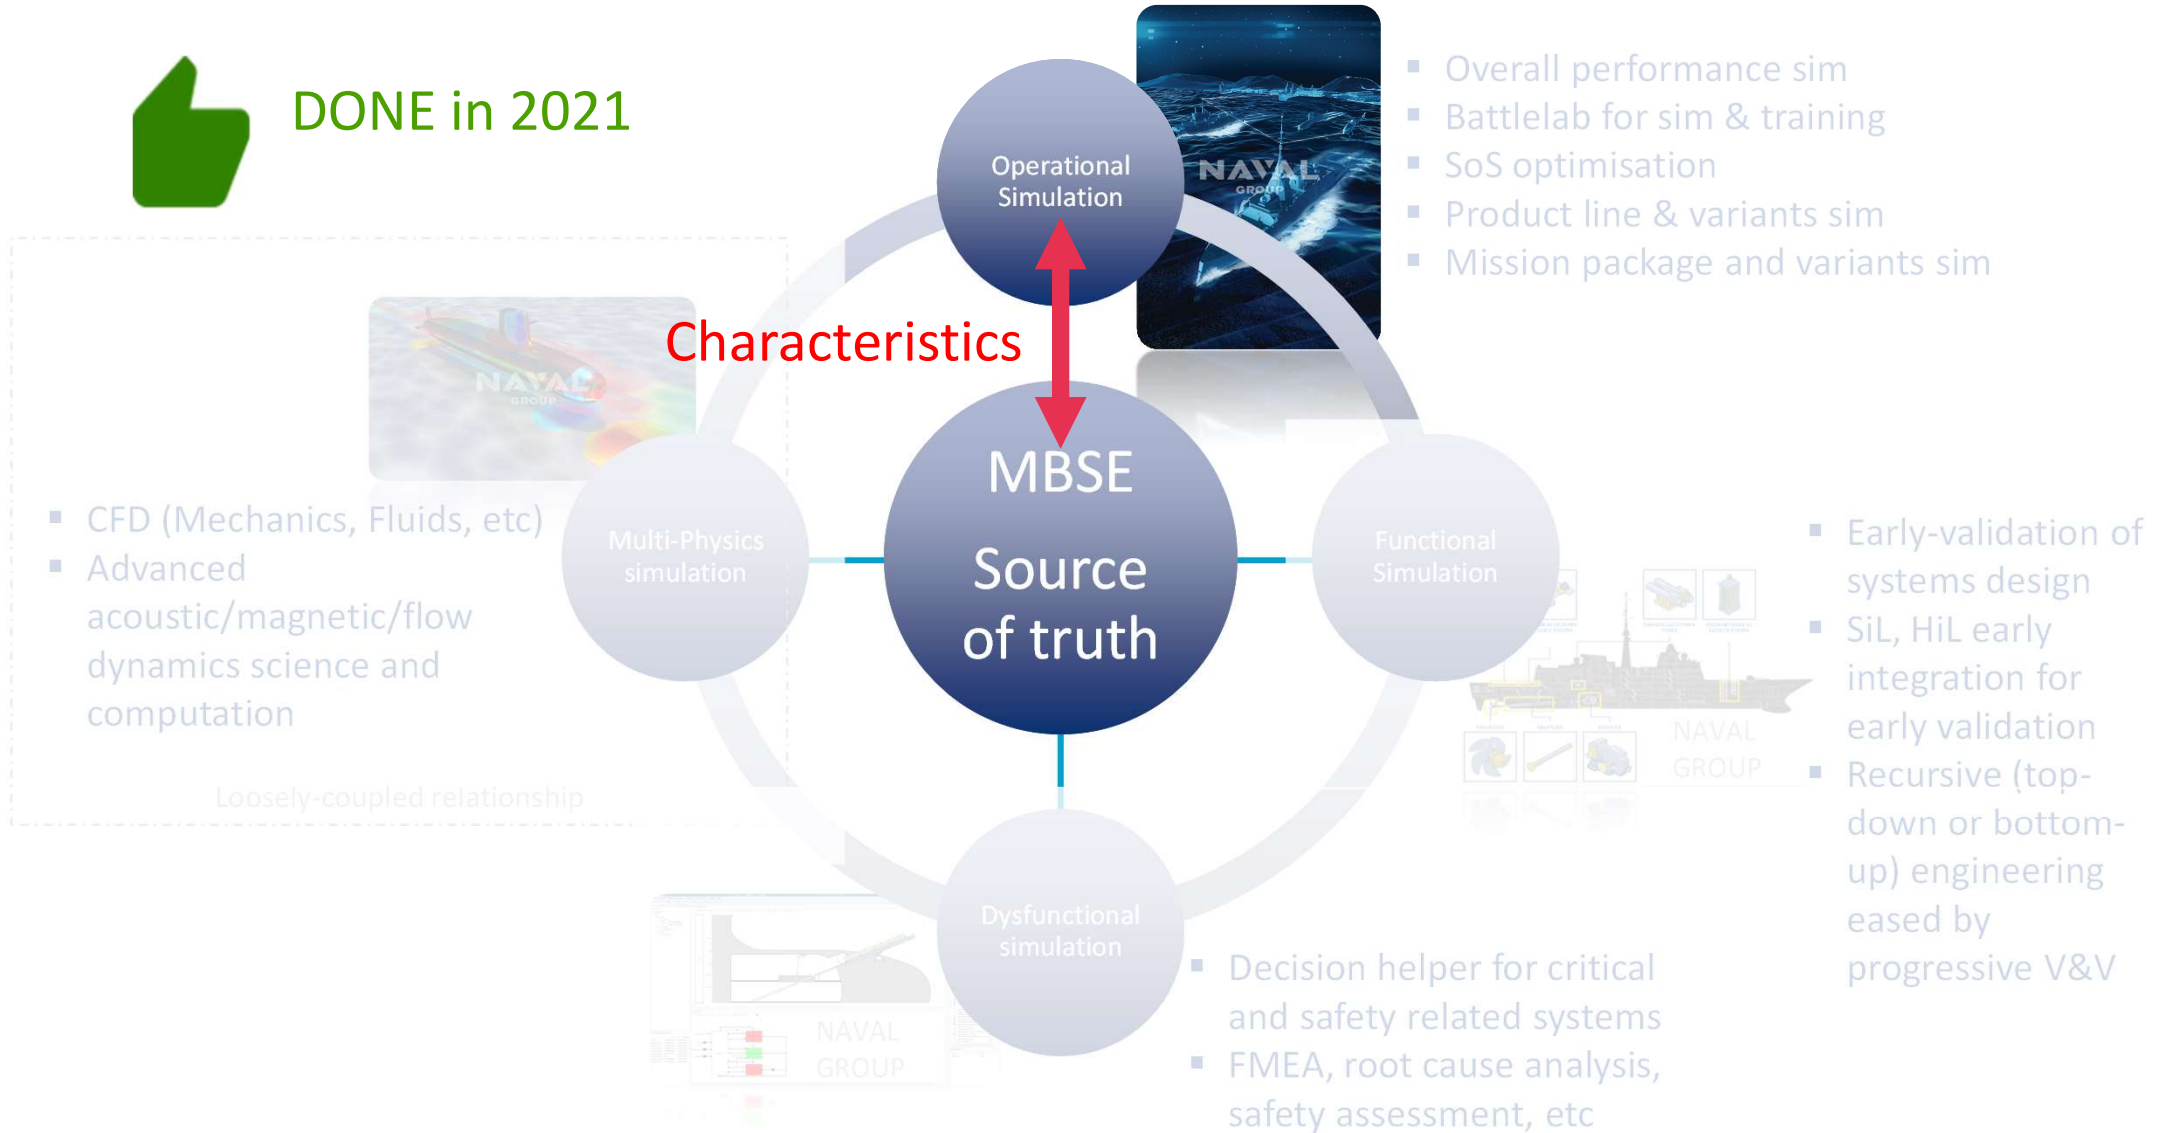 DONE in 2021
Operational
Simulation
NAVAL
GROUP
▪ Overall performance sim
▪ Battlelab for sim & training
▪ SoS optimisation
▪ Product line & variants sim
▪ Mission package and variants sim
Characteristics
NAVAL
GROUP
MBSE
Source
of truth
▪ CFD (Mechanics, Fluids, etc)
▪ Advanced
acoustic/magnetic/flow
dynamics science and
computation
Multi-Physics
simulation
Loosely-coupled relationship
Functional
Simulation
NAVAL
GROUP
▪ Early-validation of
systems design
▪ SiL, HiL early
integration for
early validation
▪ Recursive (top-
down or bottom-
up) engineering
eased by
progressive V&V
Dysfunctional
simulation
NAVAL
GROUP
▪ Decision helper for critical
and safety related systems
▪ FMEA, root cause analysis,
safety assessment, etc